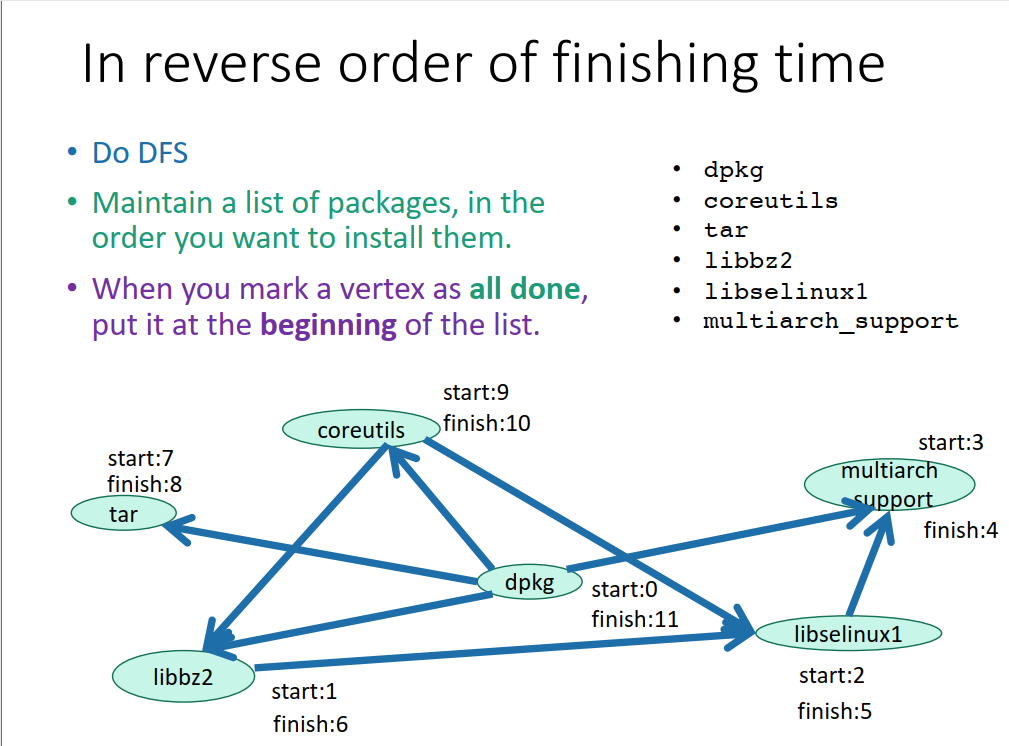 In reverse order of finishing time
• Do DFS
• Maintain a list of packages, in the
order you want to install them.
• When you mark a vertex as all done,
put it at the beginning of the list.
• dpkg
• coreutils
• tar
• libbz2
• libselinux1
• multiarch_support
start:9
finish:10
coreutils
start:7
finish:8
tar
start:3
multiarch
support
finish:4
dpkg
start:0
finish:11
libselinux1
start:2
finish:5
libbz2
start:1
finish:6